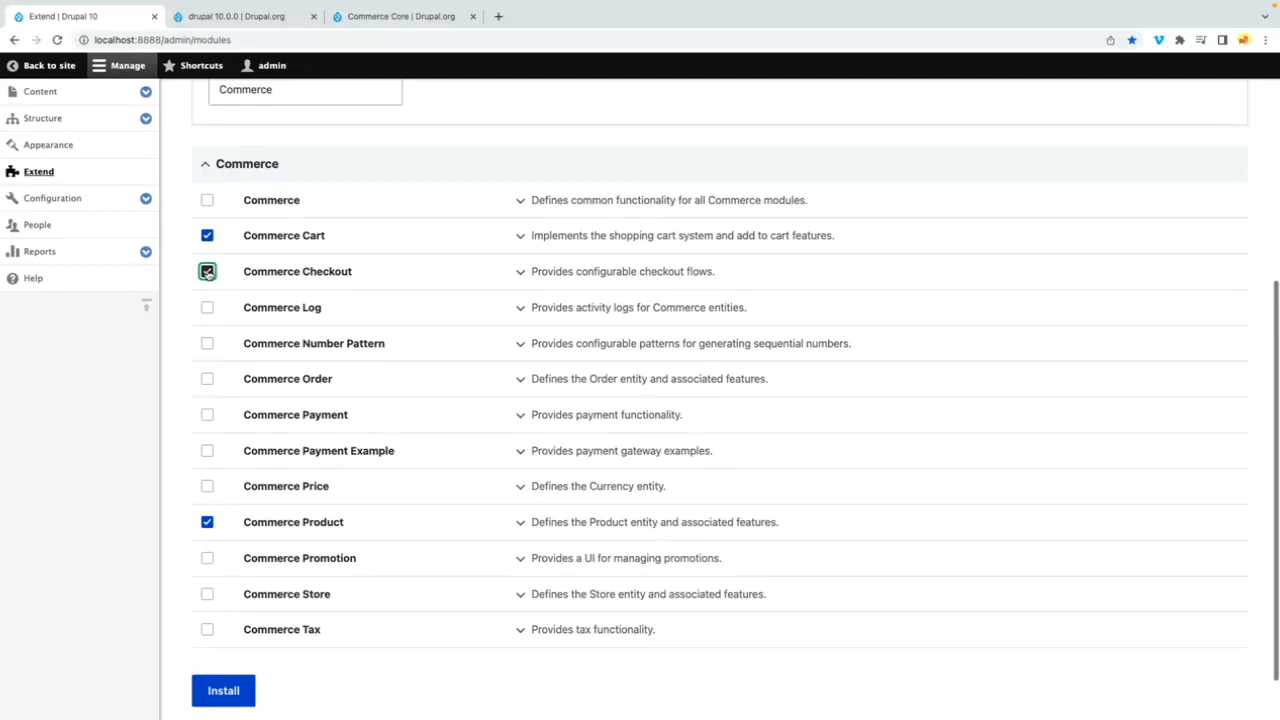 Extend | Drupal 10
drupal 10.0.0 | Drupal.org
Commerce Core | Drupal.org
localhost:8888/admin/modules
Back to site
Manage
Shortcuts
admin
Content
Structure
Appearance
Extend
Configuration
People
Reports
Help
Commerce
Commerce
Commerce Defines common functionality for all Commerce modules.
Commerce Cart Implements the shopping cart system and add to cart features.
Commerce Checkout Provides configurable checkout flows.
Commerce Log Provides activity logs for Commerce entities.
Commerce Number Pattern Provides configurable patterns for generating sequential numbers.
Commerce Order Defines the Order entity and associated features.
Commerce Payment Provides payment functionality.
Commerce Payment Example Provides payment gateway examples.
Commerce Price Defines the Currency entity.
Commerce Product Defines the Product entity and associated features.
Commerce Promotion Provides a UI for managing promotions.
Commerce Store Defines the Store entity and associated features.
Commerce Tax Provides tax functionality.
Install